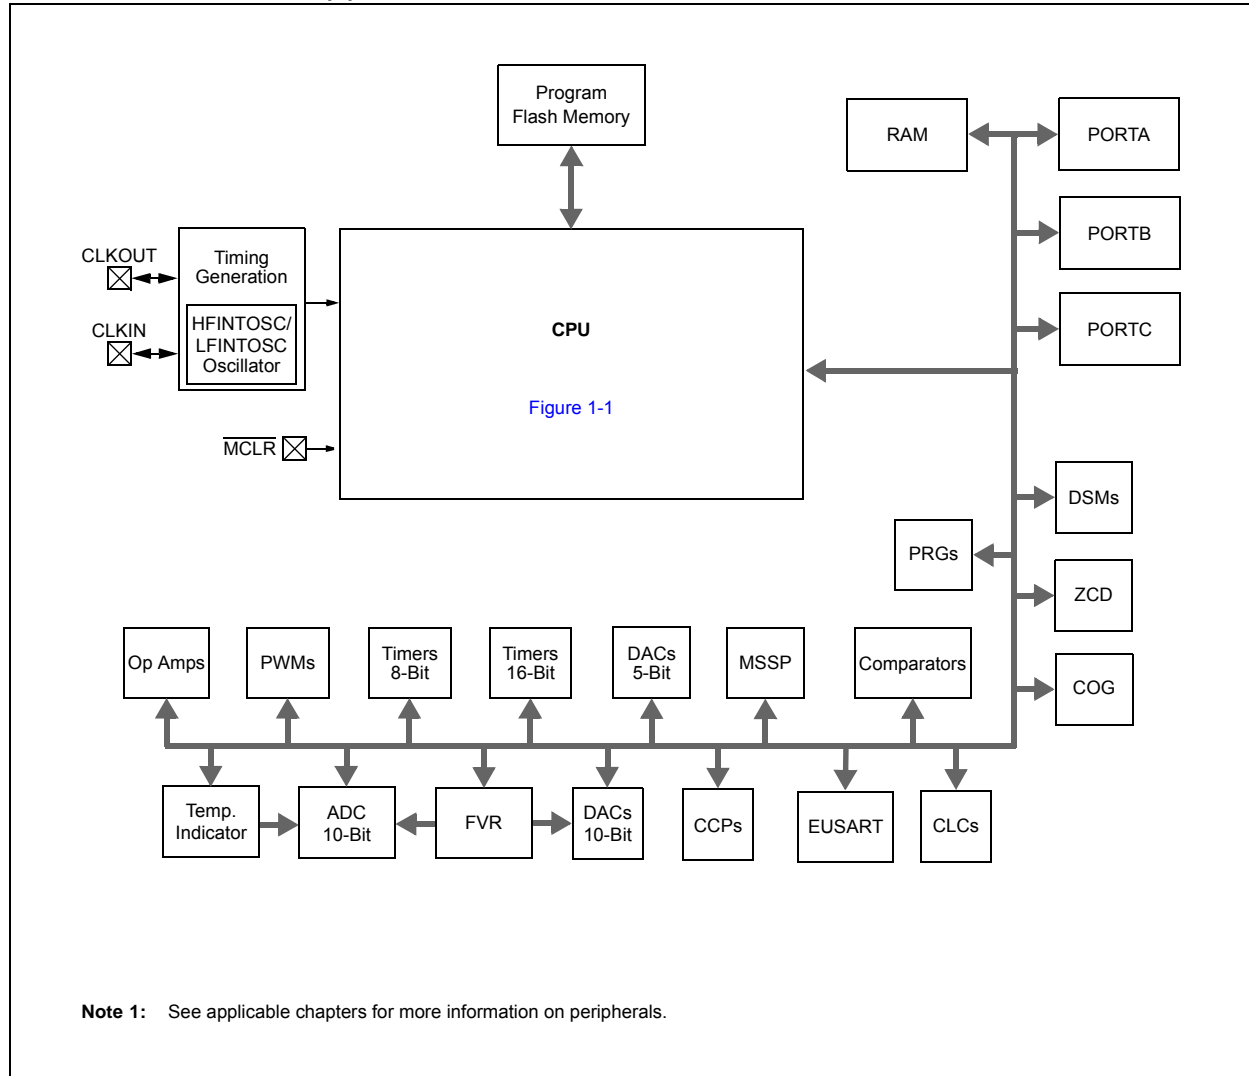 Program
Flash Memory
RAM
PORTA
PORTB
PORTC
CLKOUT
CLKIN
Timing
Generation
HFINTOSC/
LFINTOSC
Oscillator
MCLR
CPU
Figure 1-1
DSMs
PRGs
ZCD
COG
Op Amps
PWMs
Timers
8-Bit
Timers
16-Bit
DACs
5-Bit
MSSP
Comparators
Temp.
Indicator
ADC
10-Bit
FVR
DACs
10-Bit
CCPs
EUSART
CLCs
Note 1: See applicable chapters for more information on peripherals.